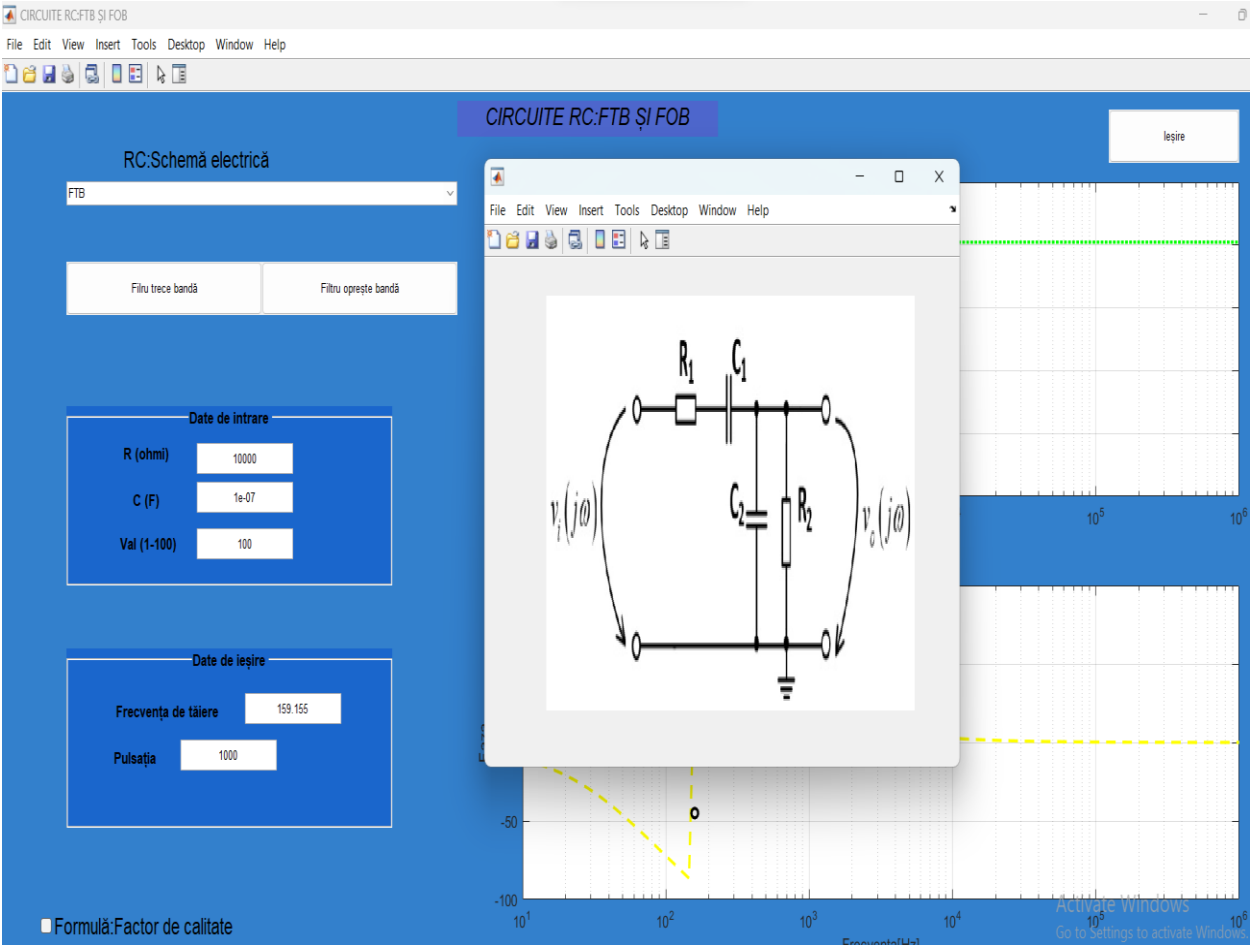 CIRCUITE RC:FTB ȘI FOB
File Edit View Insert Tools Desktop Window Help
CIRCUITE RC:FTB ȘI FOB
Ieșire
RC:Schemă electrică
FTB
Filru trece bandă
Filtru oprește bandă
Date de intrare
R (ohmi) 10000
C (F) 1e-07
Val (1-100) 100
Date de ieșire
Frecvența de tăiere 159.155
Pulsația 1000
Formulă:Factor de calitate
File Edit View Insert Tools Desktop Window Help
R1 C1
vi(jω) C2 R2 vo(jω)
10^5 10^6
-50
-100
10^1 10^2 10^3 10^4 10^5 10^6
Frecventa[Hz]
Activate Windows
Go to Settings to activate Windows.